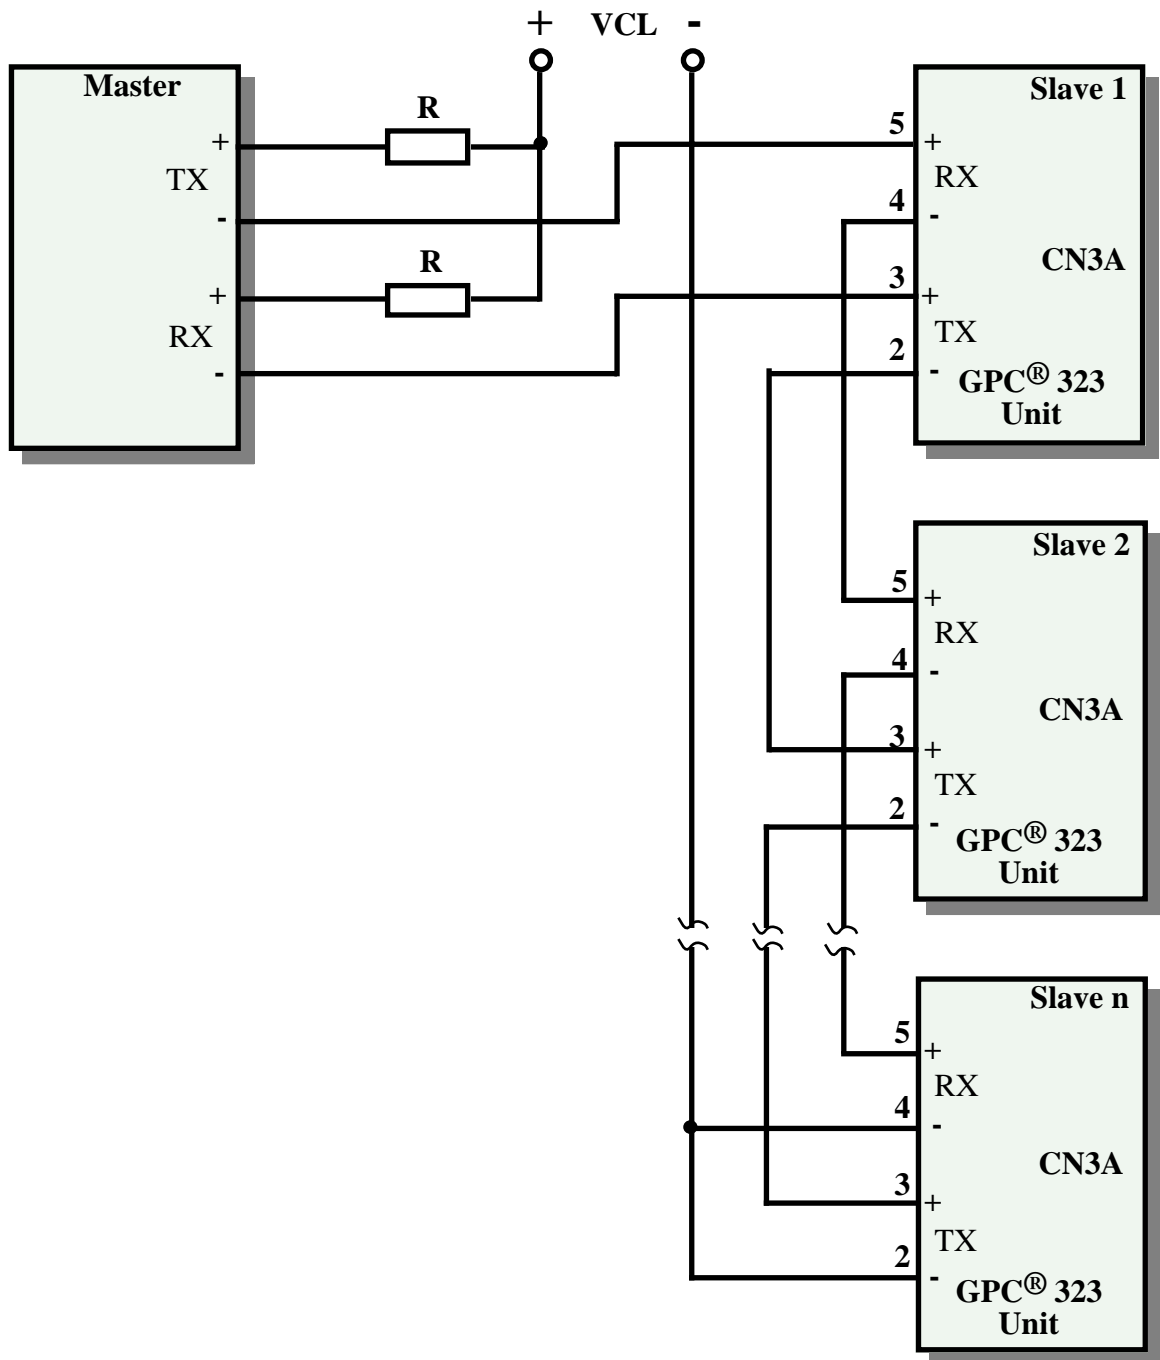 + VCL -
Master
R
+
TX
-
R
+
RX
-
Slave 1
5
+
RX
4
-
CN3A
3
+
TX
2
-
GPC® 323
Unit
Slave 2
5
+
RX
4
-
CN3A
3
+
TX
2
-
GPC® 323
Unit
Slave n
5
+
RX
4
-
CN3A
3
+
TX
2
-
GPC® 323
Unit